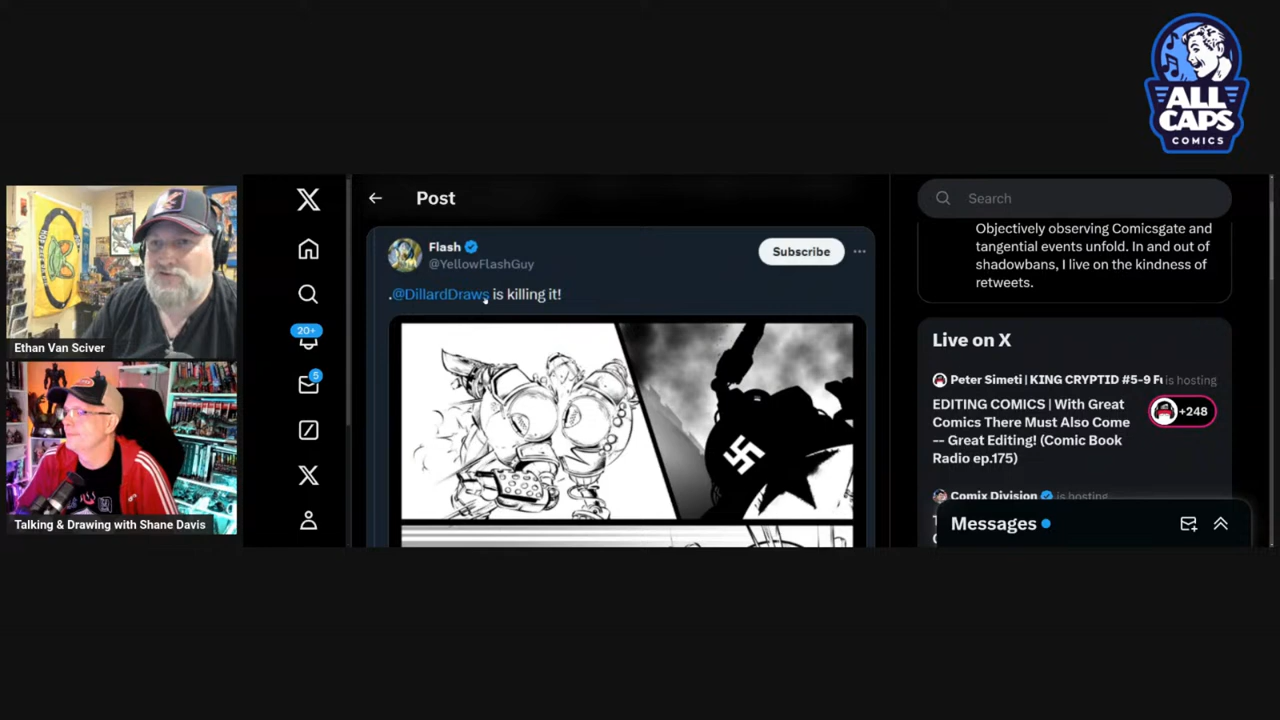 ALL
CAPS
COMICS
Ethan Van Sciver
Talking & Drawing with Shane Davis
20+
5
Post
Flash
@YellowFlashGuy
Subscribe
.@DillardDraws is killing it!
Search
Objectively observing Comicsgate and
tangential events unfold. In and out of
shadowbans, I live on the kindness of
retweets.
Live on X
Peter Simeti | KING CRYPTID #5-9 is hosting
EDITING COMICS | With Great
Comics There Must Also Come
-- Great Editing! (Comic Book
Radio ep.175)
+248
Comix Division is hosting
Messages